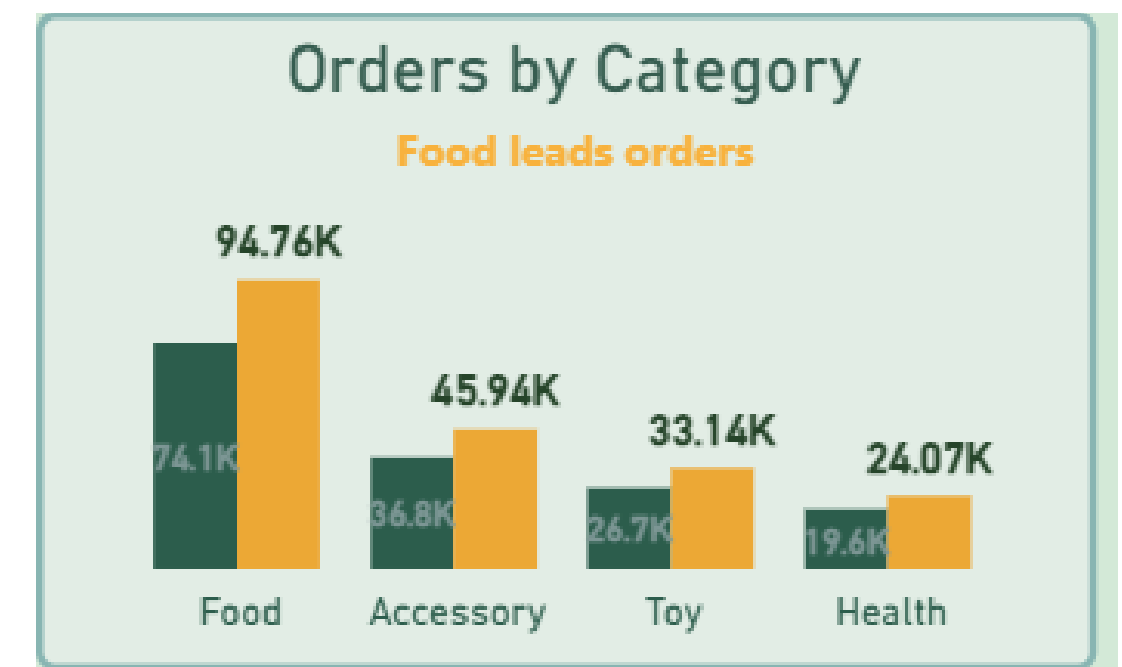 Orders by Category
Food leads orders
94.76K
45.94K
33.14K
24.07K
74.1K
36.8K
26.7K
19.6K
Food
Accessory
Toy
Health